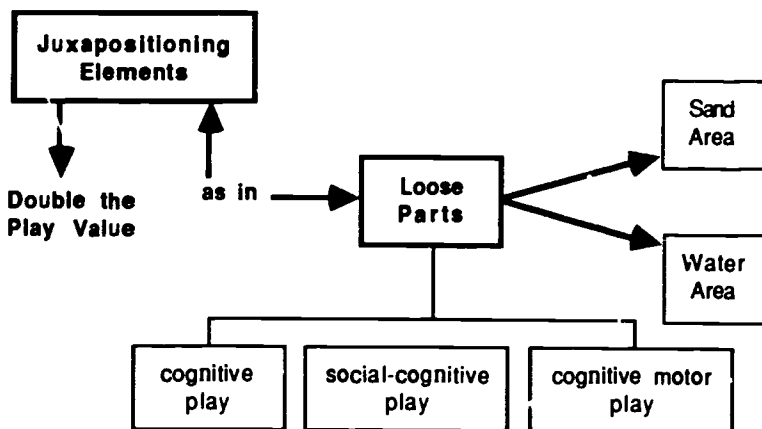 Juxapositioning
Elements
Double the
Play Value
as in
Loose
Parts
Sand
Area
Water
Area
cognitive
play
social-cognitive
play
cognitive motor
play